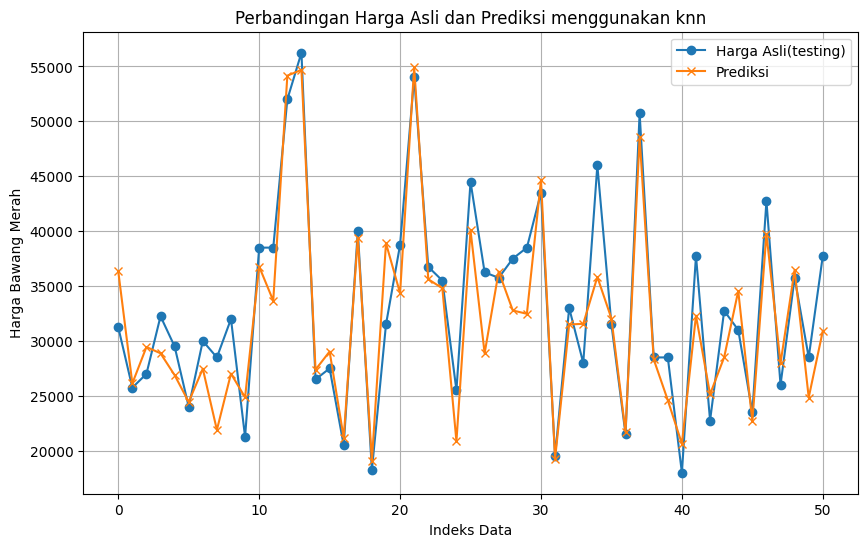 Perbandingan Harga Asli dan Prediksi menggunakan knn
Harga Asli(testing)
Prediksi
Harga Bawang Merah
55000
50000
45000
40000
35000
30000
25000
20000
0 10 20 30 40 50
Indeks Data